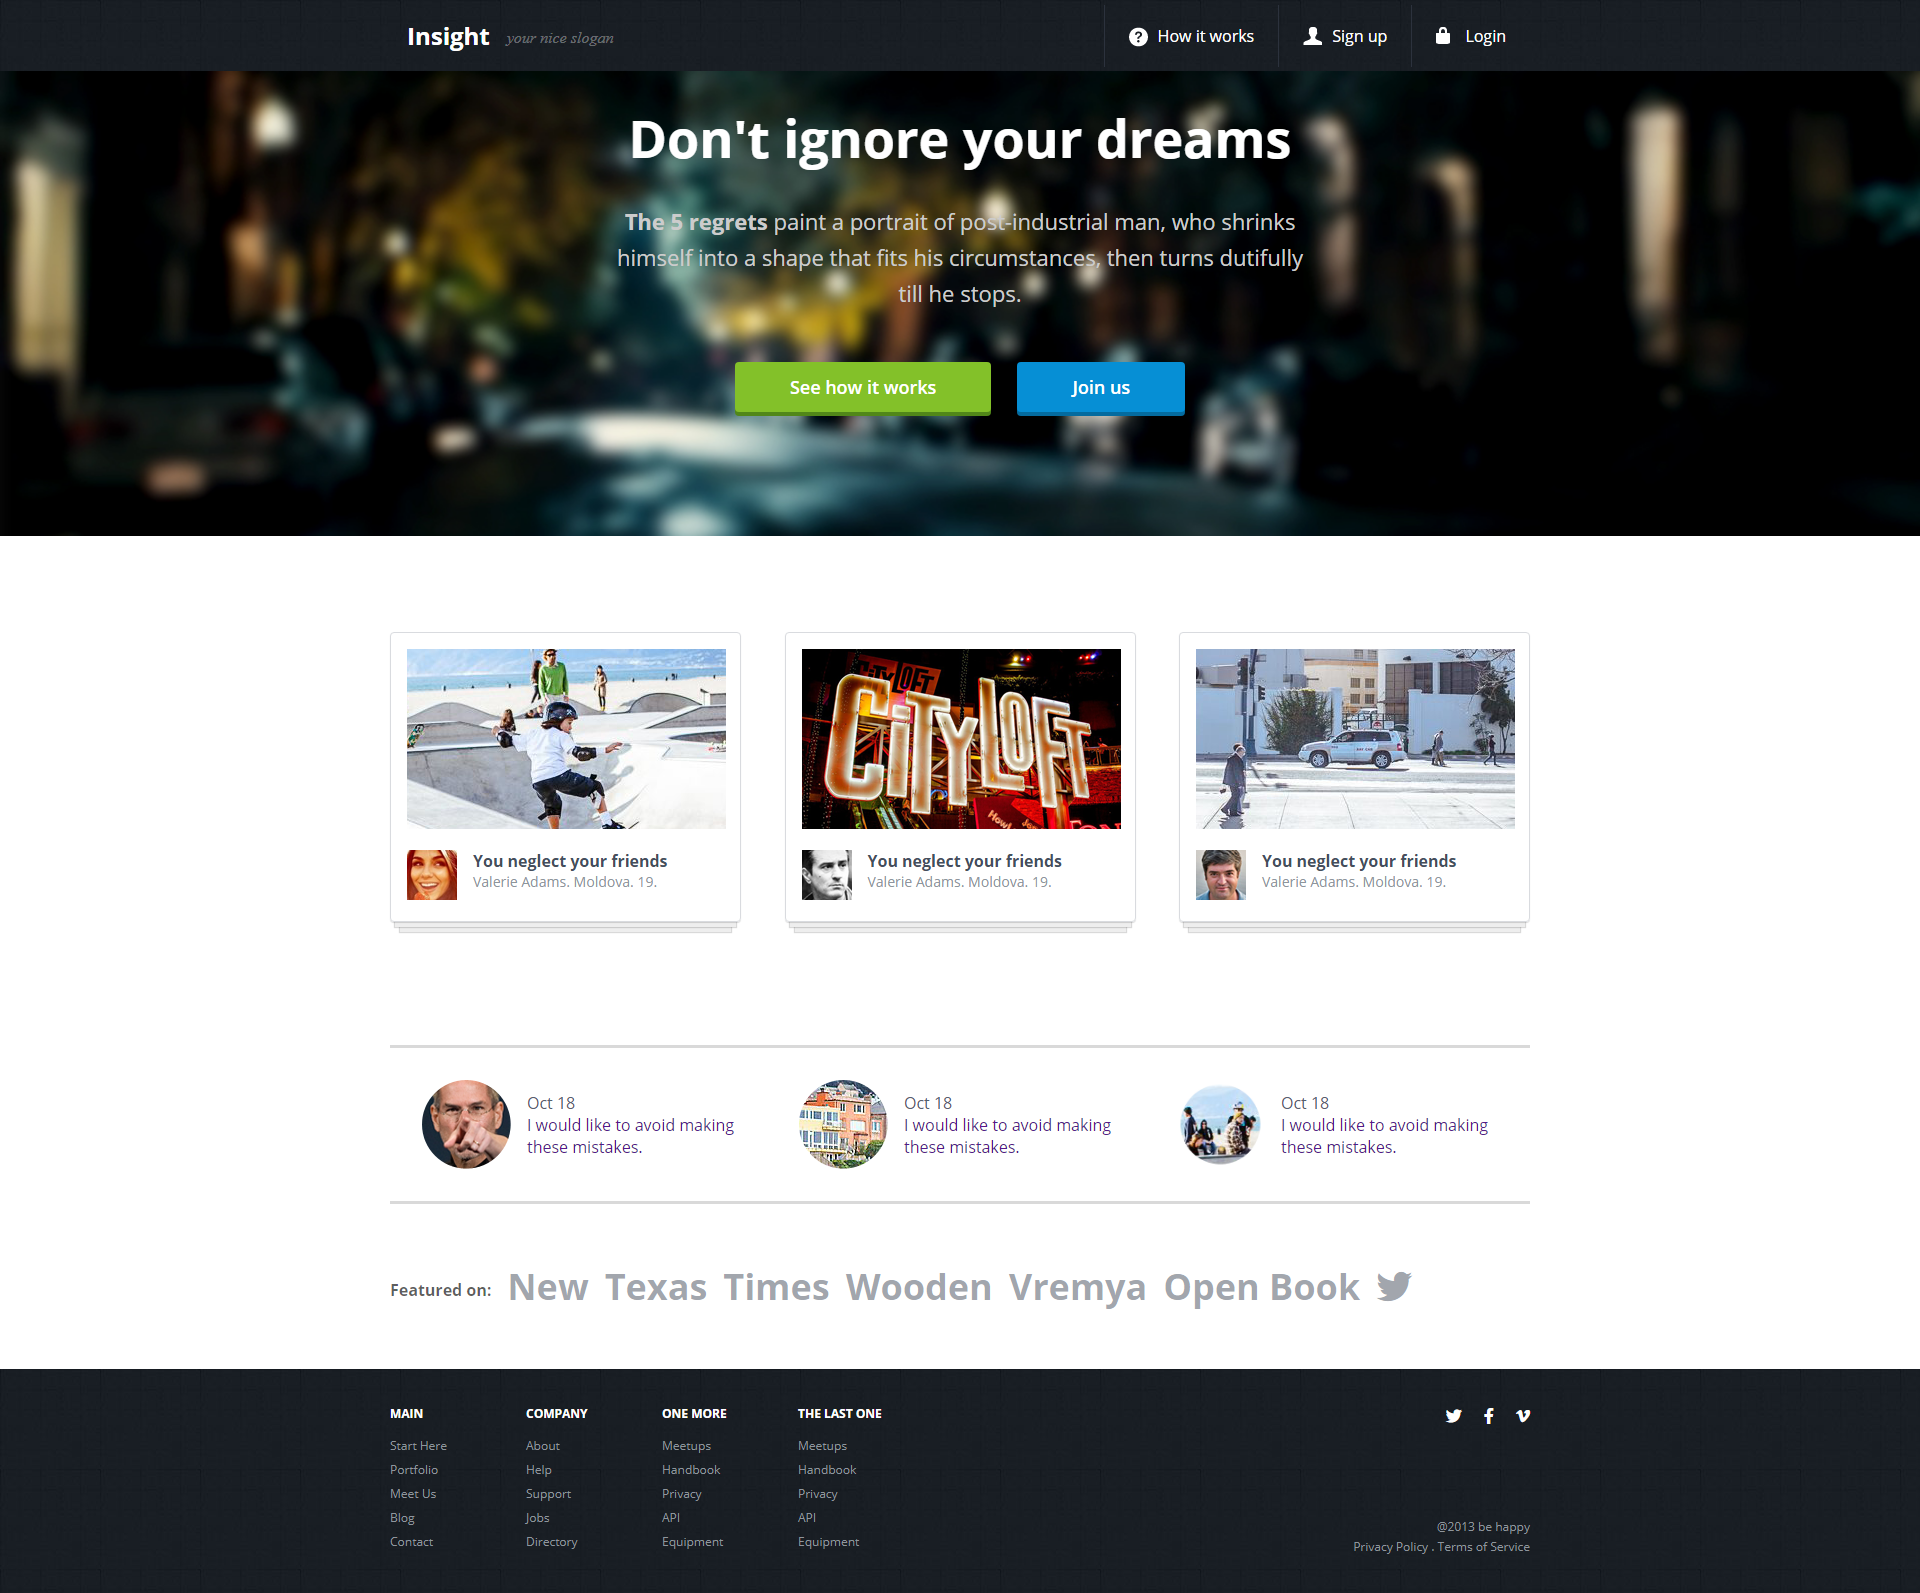 Insight your nice slogan
How it works
Sign up
Login
Don't ignore your dreams
The 5 regrets paint a portrait of post-industrial man, who shrinks
himself into a shape that fits his circumstances, then turns dutifully
till he stops.
See how it works
Join us
CITY LOFT
CITY LOFT
You neglect your friends
Valerie Adams. Moldova. 19.
You neglect your friends
Valerie Adams. Moldova. 19.
You neglect your friends
Valerie Adams. Moldova. 19.
Oct 18
I would like to avoid making
these mistakes.
Oct 18
I would like to avoid making
these mistakes.
Oct 18
I would like to avoid making
these mistakes.
Featured on: New Texas Times Wooden Vremya Open Book
MAIN
Start Here
Portfolio
Meet Us
Blog
Contact
COMPANY
About
Help
Support
Jobs
Directory
ONE MORE
Meetups
Handbook
Privacy
API
Equipment
THE LAST ONE
Meetups
Handbook
Privacy
API
Equipment
@2013 be happy
Privacy Policy . Terms of Service